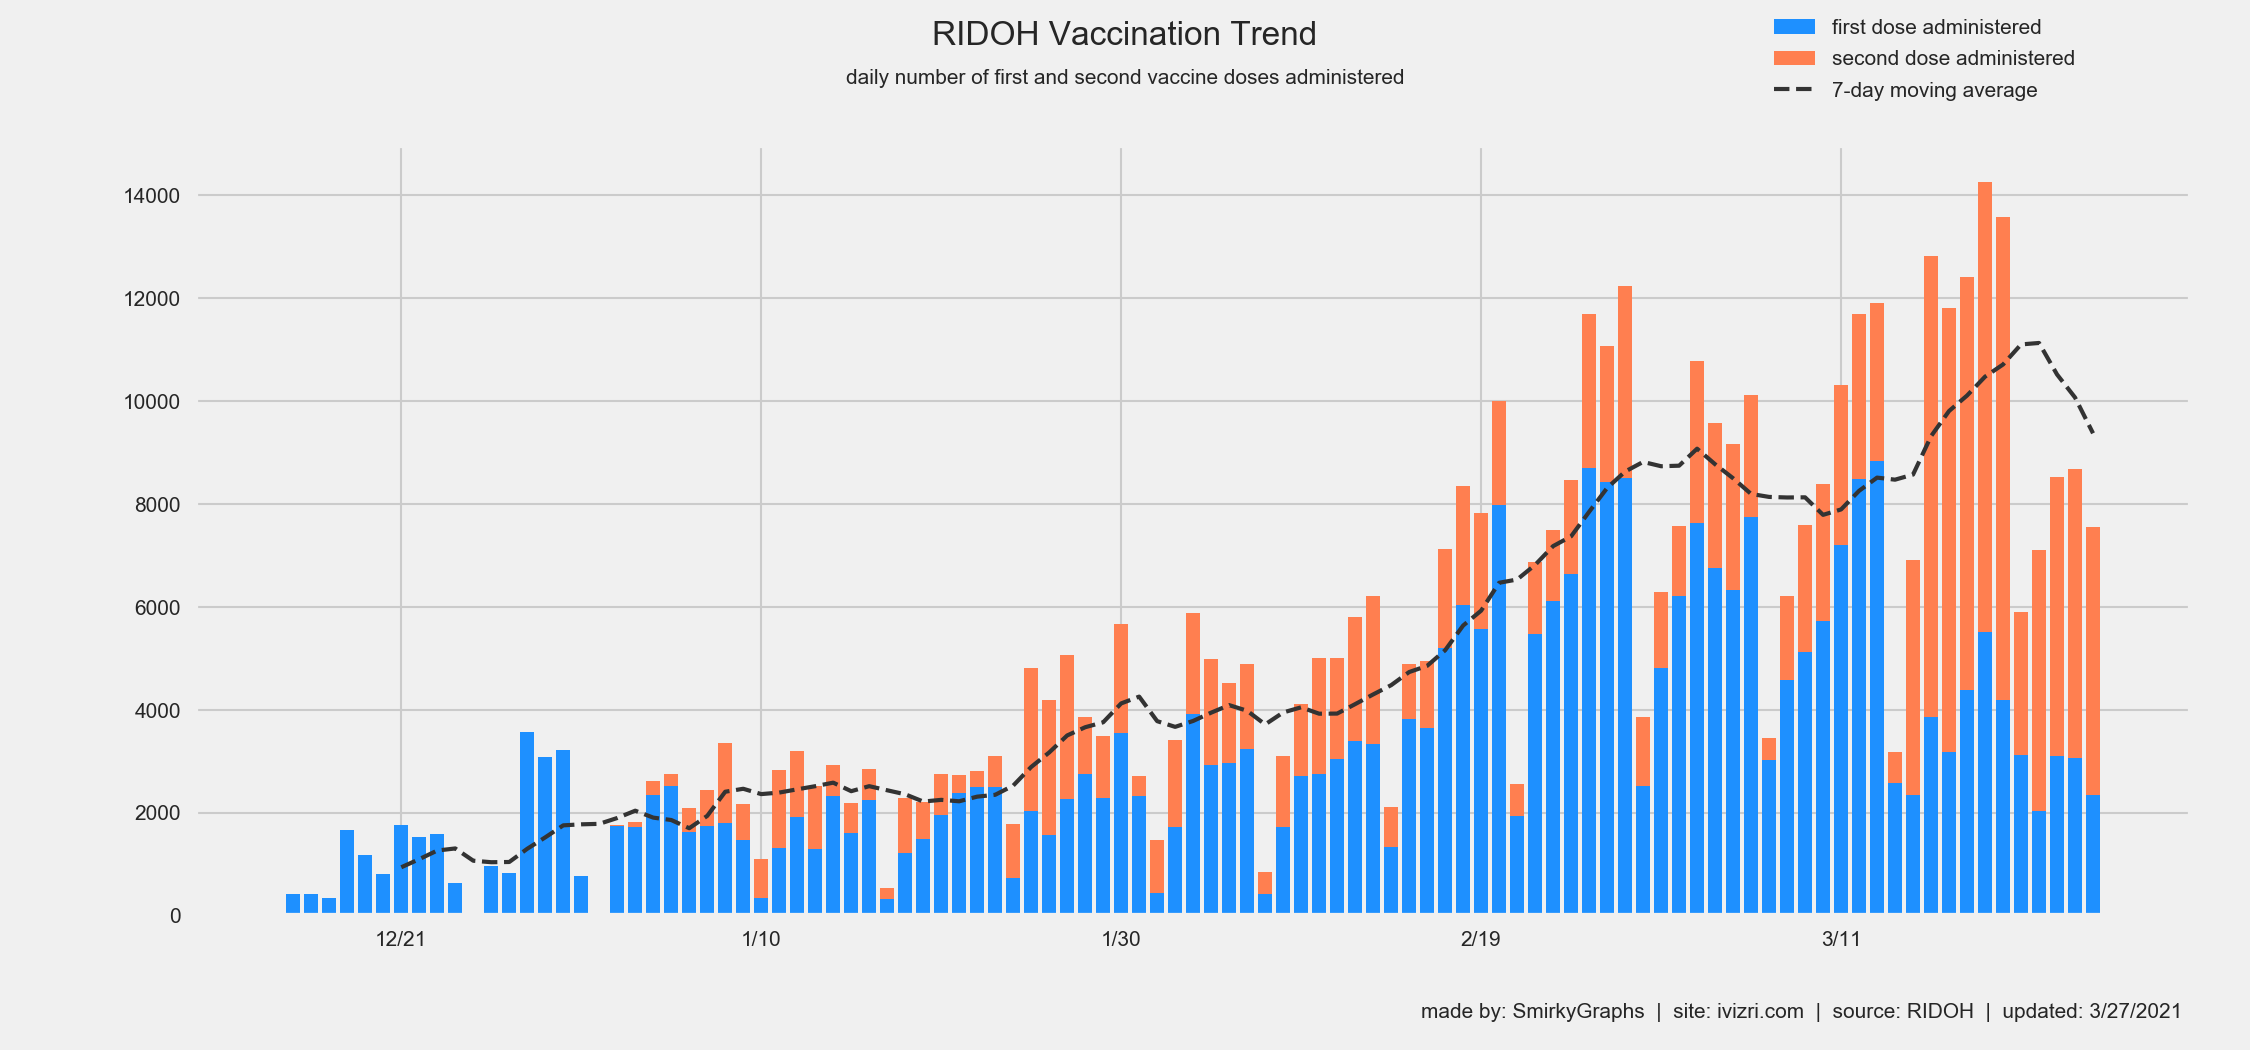 RIDOH Vaccination Trend
daily number of first and second vaccine doses administered
first dose administered
second dose administered
7-day moving average
14000
12000
10000
8000
6000
4000
2000
0
12/21 1/10 1/30 2/19 3/11
made by: SmirkyGraphs | site: ivizri.com | source: RIDOH | updated: 3/27/2021